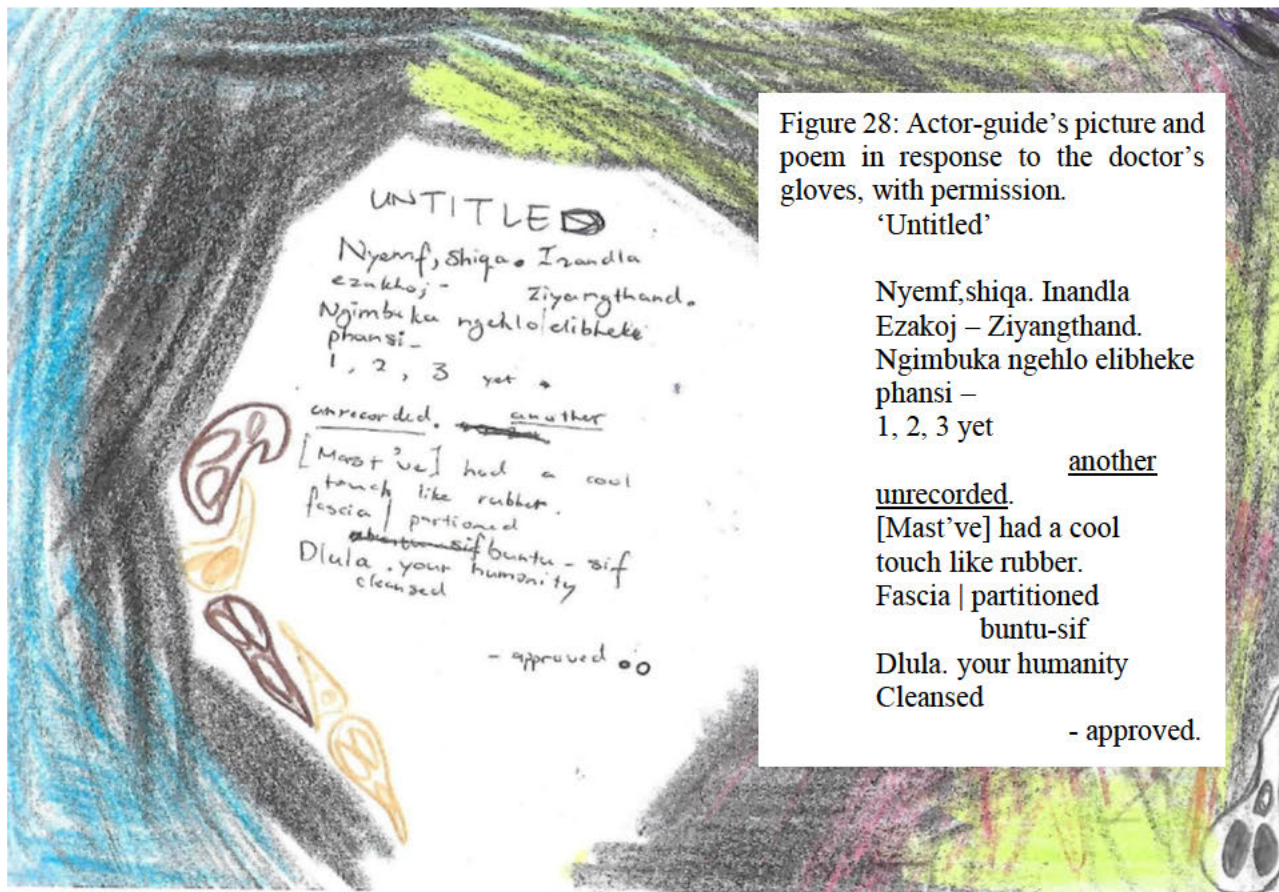 UNTITLED
Nyemf, shiqa. Izandla
ezakhoj - Ziyangthand.
Ngimbuka ngehlo|elibheke
phansi -
1, 2, 3 yet
unrecorded. another
[Mast've] had a cool
touch like rubber.
fascia | partioned
abuntu-sif buntu - sif
Dlula . your humanity
cleansed
- approved
Figure 28: Actor-guide's picture and
poem in response to the doctor's
gloves, with permission.
'Untitled'
Nyemf,shiqa. Inandla
Ezakoj – Ziyangthand.
Ngimbuka ngehlo elibheke
phansi –
1, 2, 3 yet
another
unrecorded.
[Mast've] had a cool
touch like rubber.
Fascia | partitioned
buntu-sif
Dlula. your humanity
Cleansed
- approved.